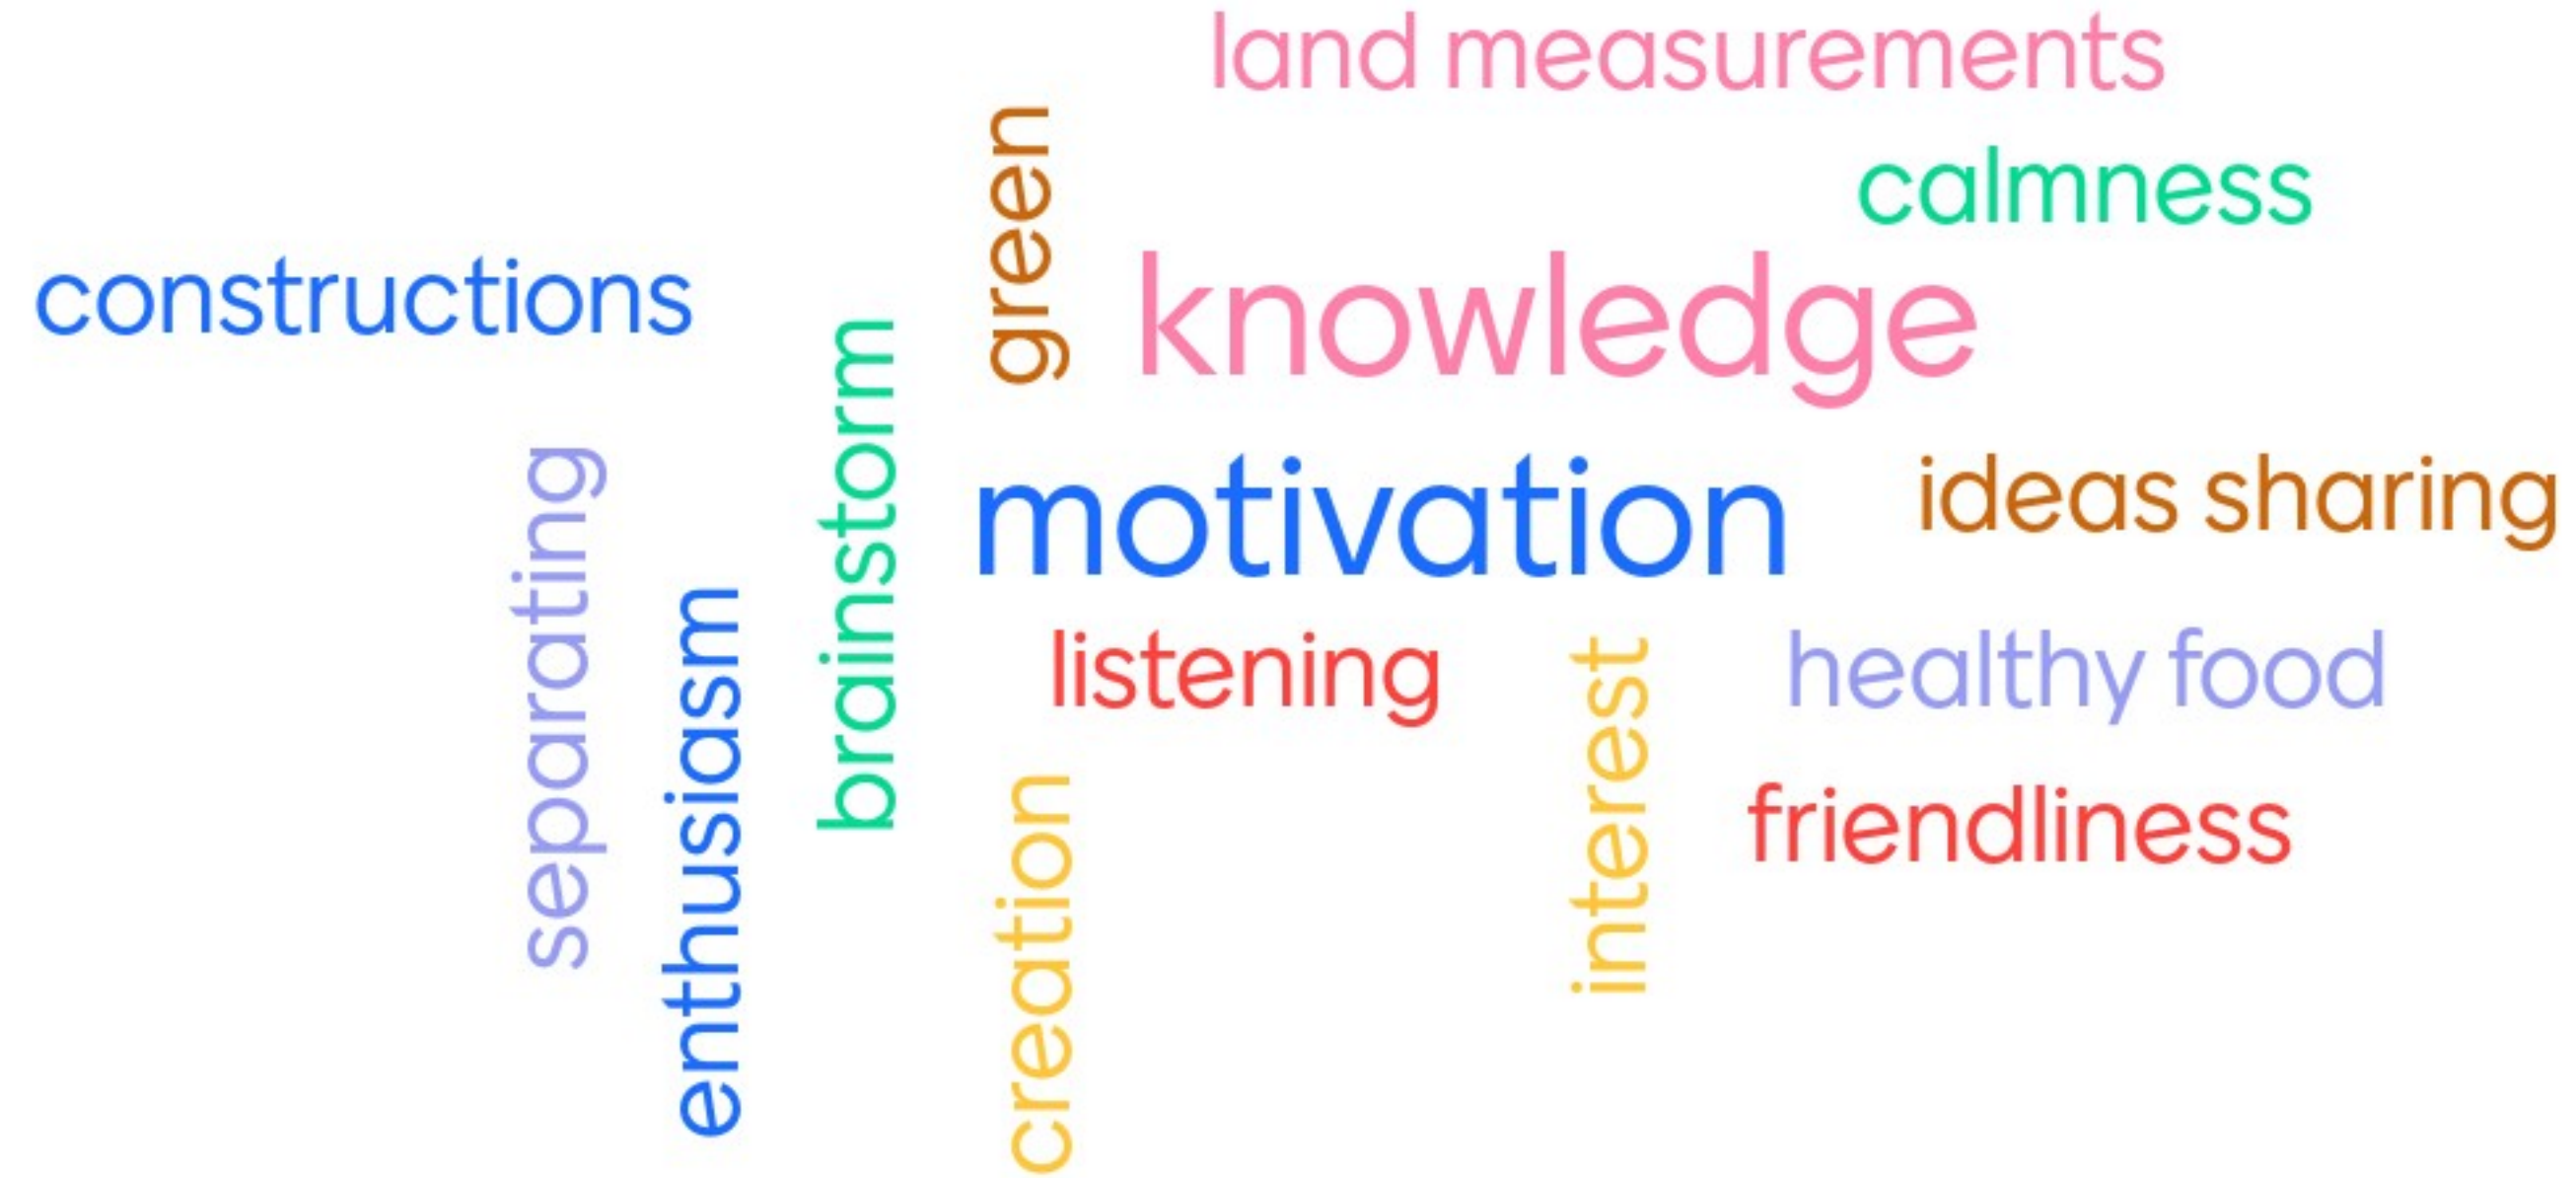 land measurements
green
calmness
constructions
knowledge
brainstorm
separating
motivation
ideas sharing
enthusiasm
listening
interest
healthy food
creation
friendliness